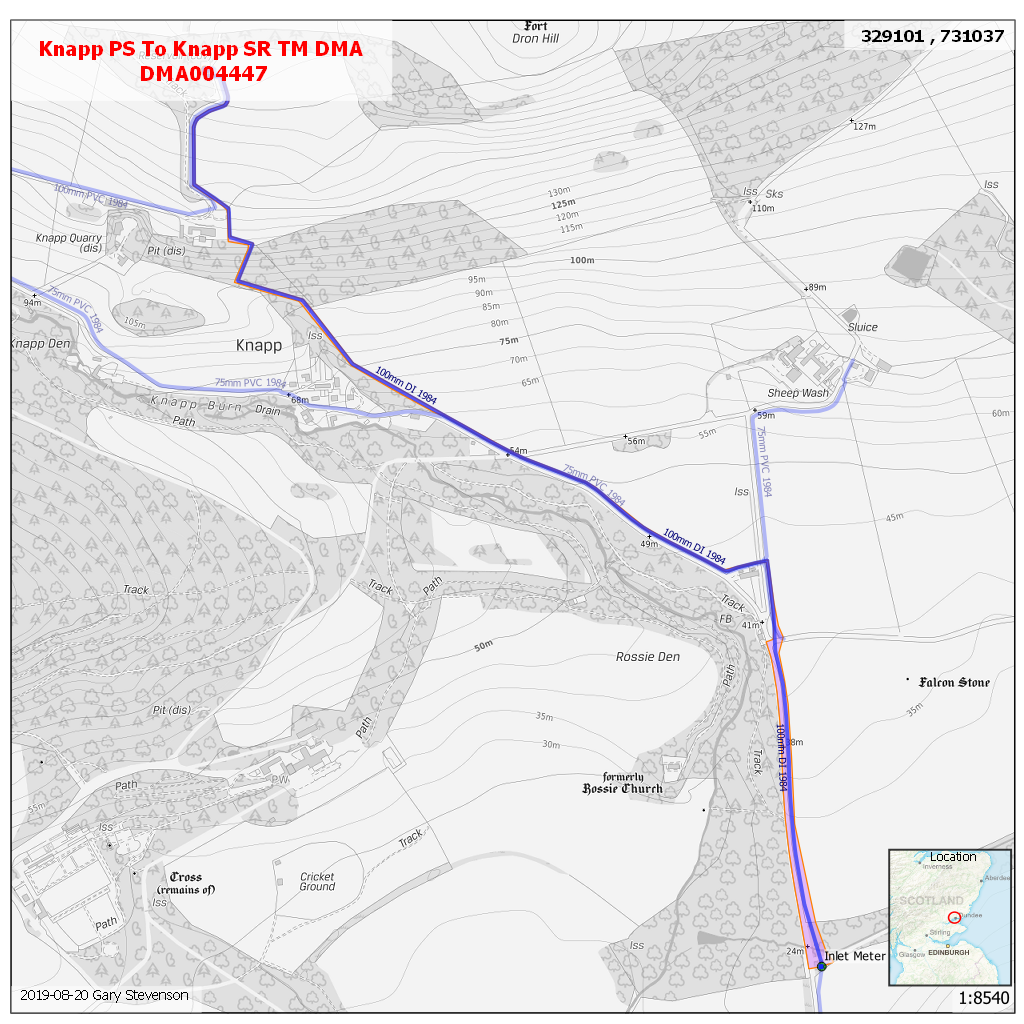 Knapp PS To Knapp SR TM DMA
DMA004447
329101 , 731037
Fort
Dron Hill
Track
127m
Iss
Iss Sks
110m
130m
125m
120m
115m
100m
100mm PVC 1984
Knapp Quarry
(dis)
Pit (dis)
95m
90m
85m
80m
75m
70m
65m
89m
Sluice
94m
75mm PVC 1984
105m
Knapp Den
Knapp
Iss
75mm PVC 1984
68m
100mm DI 1984
Knapp Burn
Drain
Path
Sheep Wash
59m
60m
55m
56m
54m
75mm PVC 1984
75mm PVC 1984
Iss
45m
49m
100mm DI 1984
Track
Track
Path
Track
FB
41m
50m
Rossie Den
Path
Falcon Stone
35m
Pit (dis)
Path
35m
30m
100mm DI 1984
8m
Track
formerly
Rossie Church
PW
Path
55m
Iss
Track
Cross
(remains of)
Iss
Cricket
Ground
Path
Iss
24m
Inlet Meter
Location
Inverness
Aberdee
SCOTLAND
Dundee
Stirling
Glasgow
EDINBURGH
2019-08-20 Gary Stevenson
1:8540